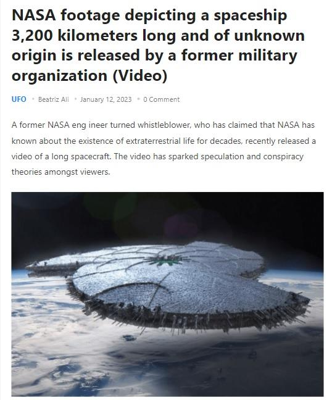 NASA footage depicting a spaceship
3,200 kilometers long and of unknown
origin is released by a former military
organization (Video)
UFO • Beatriz Ali • January 12, 2023 • 0 Comment
A former NASA eng ineer turned whistleblower, who has claimed that NASA has
known about the existence of extraterrestrial life for decades, recently released a
video of a long spacecraft. The video has sparked speculation and conspiracy
theories amongst viewers.